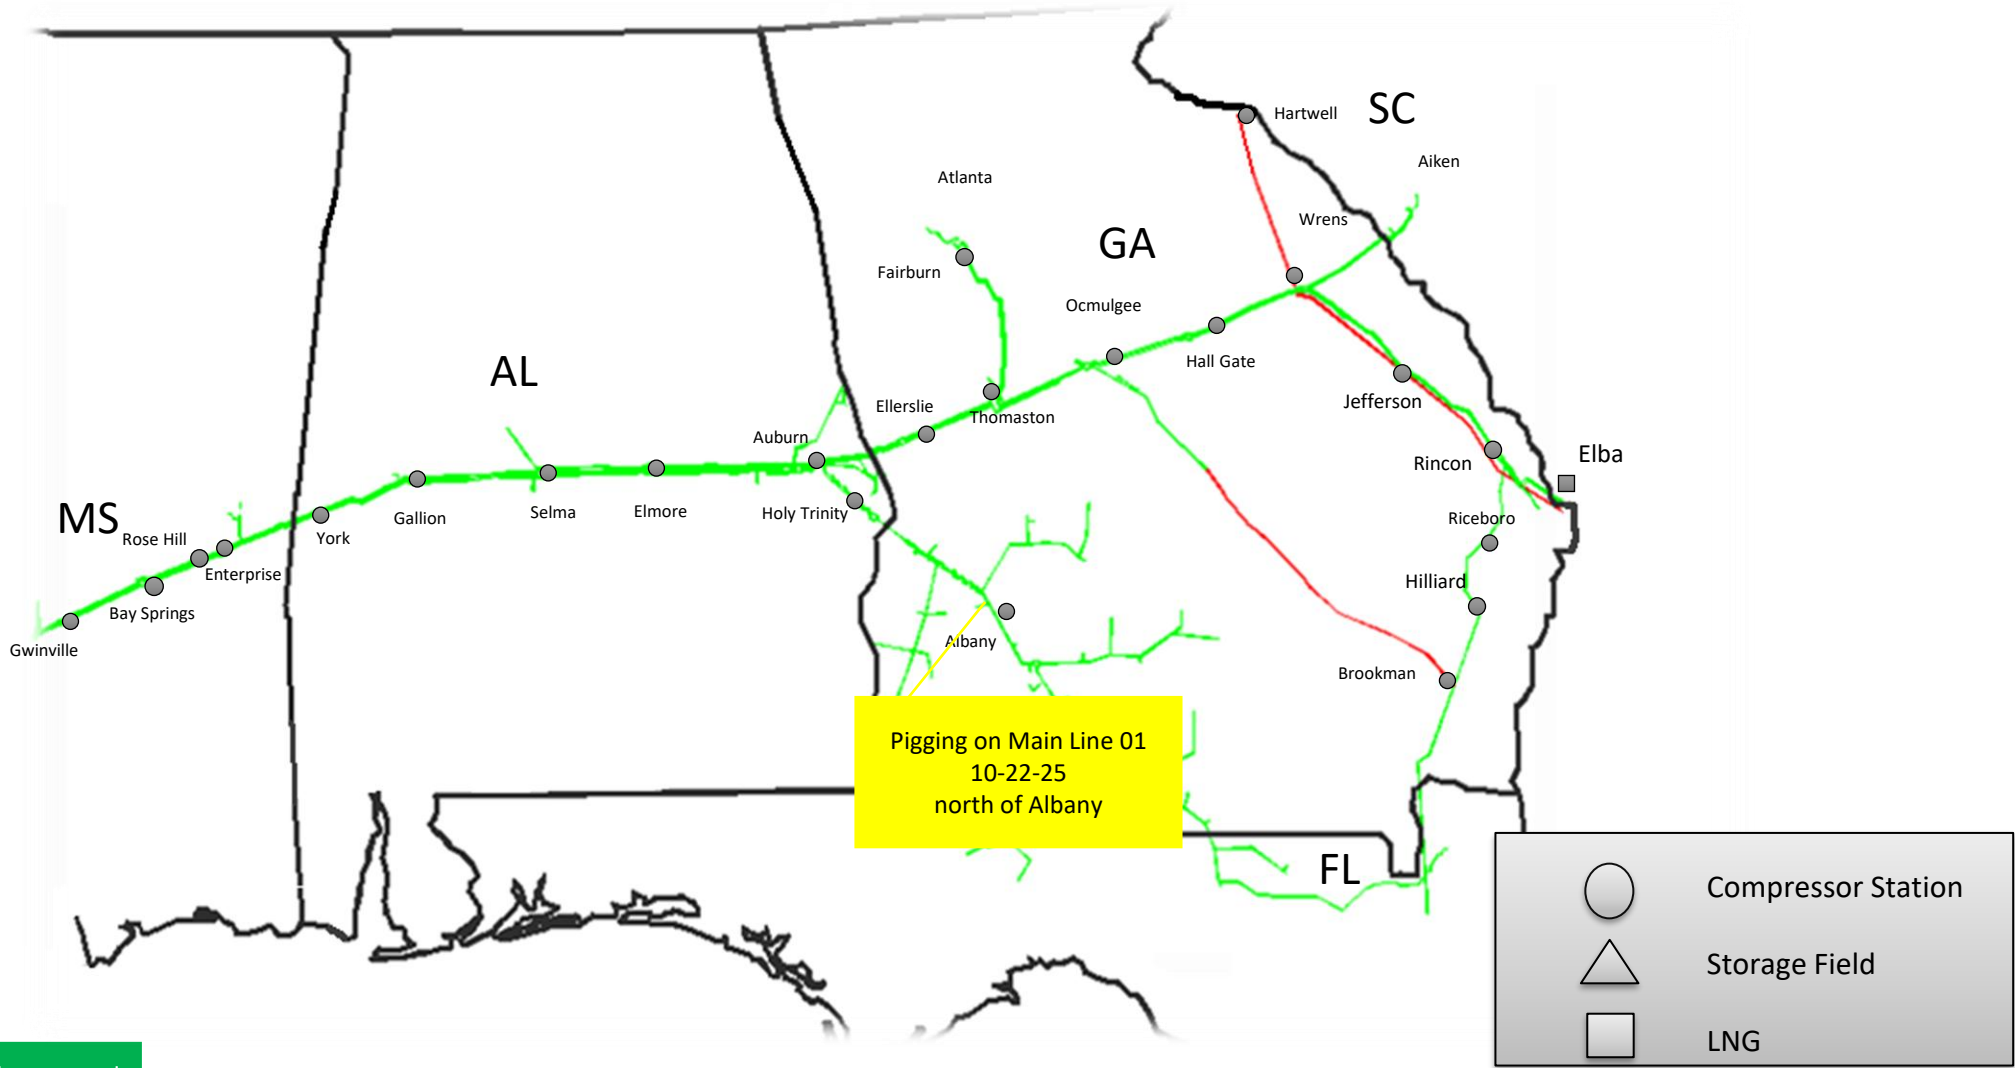 Hartwell
SC
Aiken
Atlanta
Wrens
GA
Fairburn
Ocmulgee
Hall Gate
AL
Jefferson
Ellerslie
Thomaston
Auburn
Elba
Rincon
MS
Gallion
Selma
Elmore
Holy Trinity
Riceboro
Rose Hill
York
Enterprise
Hilliard
Bay Springs
Albany
Gwinville
Brookman
Pigging on Main Line 01
10-22-25
north of Albany
FL
Compressor Station
Storage Field
LNG